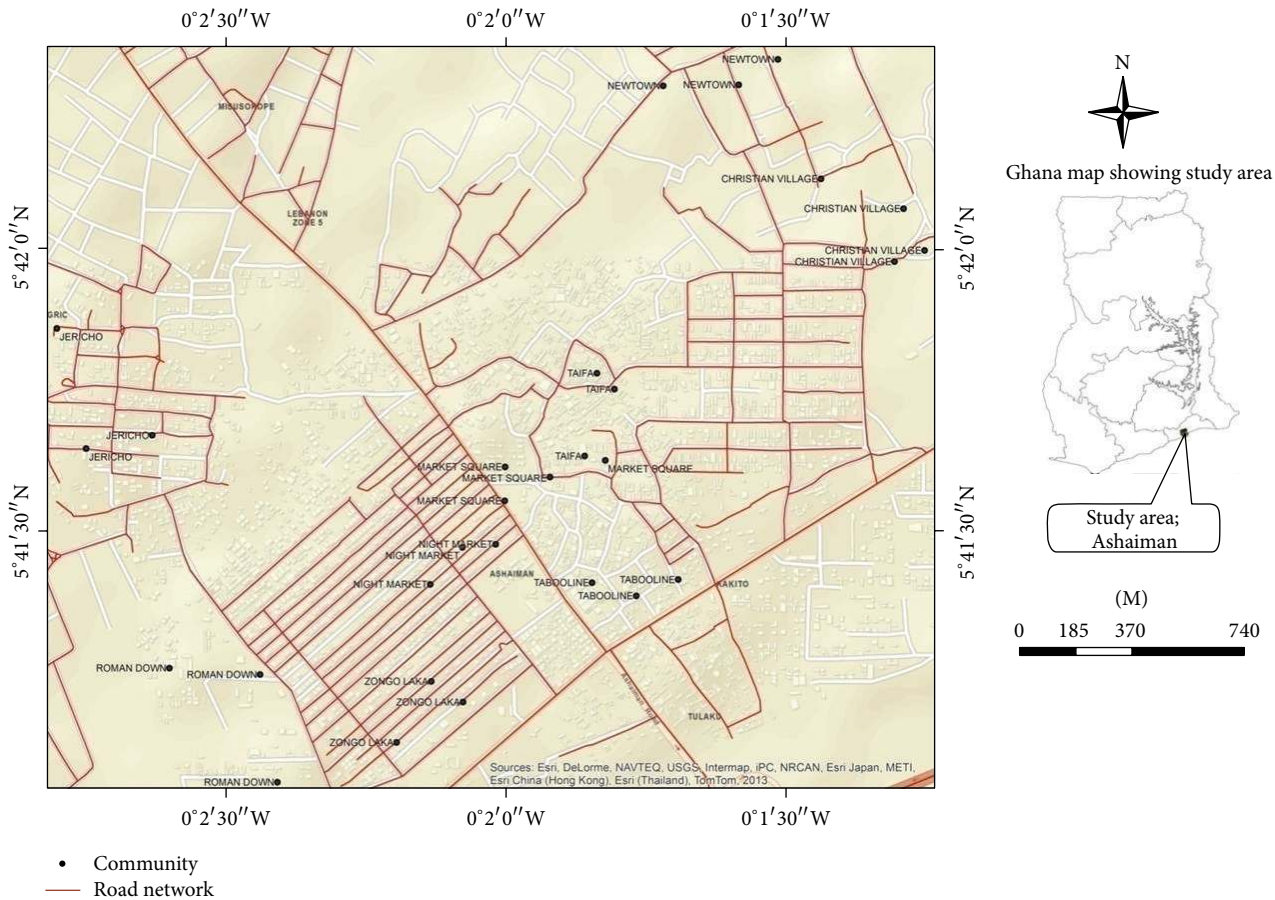 0°2′30″W
0°2′0″W
0°1′30″W
5°42′0″N
5°41′30″N
NEWTOWN
NEWTOWN
NEWTOWN
MISUSOKOPE
CHRISTIAN VILLAGE
LEBANON
ZONE 5
CHRISTIAN VILLAGE
CHRISTIAN VILLAGE
CHRISTIAN VILLAGE
GRIC
JERICHO
TAIFA
TAIFA
JERICHO
JERICHO
TAIFA
MARKET SQUARE
MARKET SQUARE
MARKET SQUARE
MARKET SQUARE
NIGHT MARKET
NIGHT MARKET
ASHAIMAN
NIGHT MARKET
TABOOLINE
TABOOLINE
TABOOLINE
KAKITO
ROMAN DOWN
ROMAN DOWN
ZONGO LAKA
ZONGO LAKA
Ashaiman Road
TULAKU
ZONGO LAKA
ROMAN DOWN
Sources: Esri, DeLorme, NAVTEQ, USGS, Intermap, iPC, NRCAN, Esri Japan, METI,
Esri China (Hong Kong), Esri (Thailand), TomTom, 2013
5°42′0″N
5°41′30″N
0°2′30″W
0°2′0″W
0°1′30″W
N
Ghana map showing study area
Study area;
Ashaiman
(M)
0 185 370 740
Community
Road network